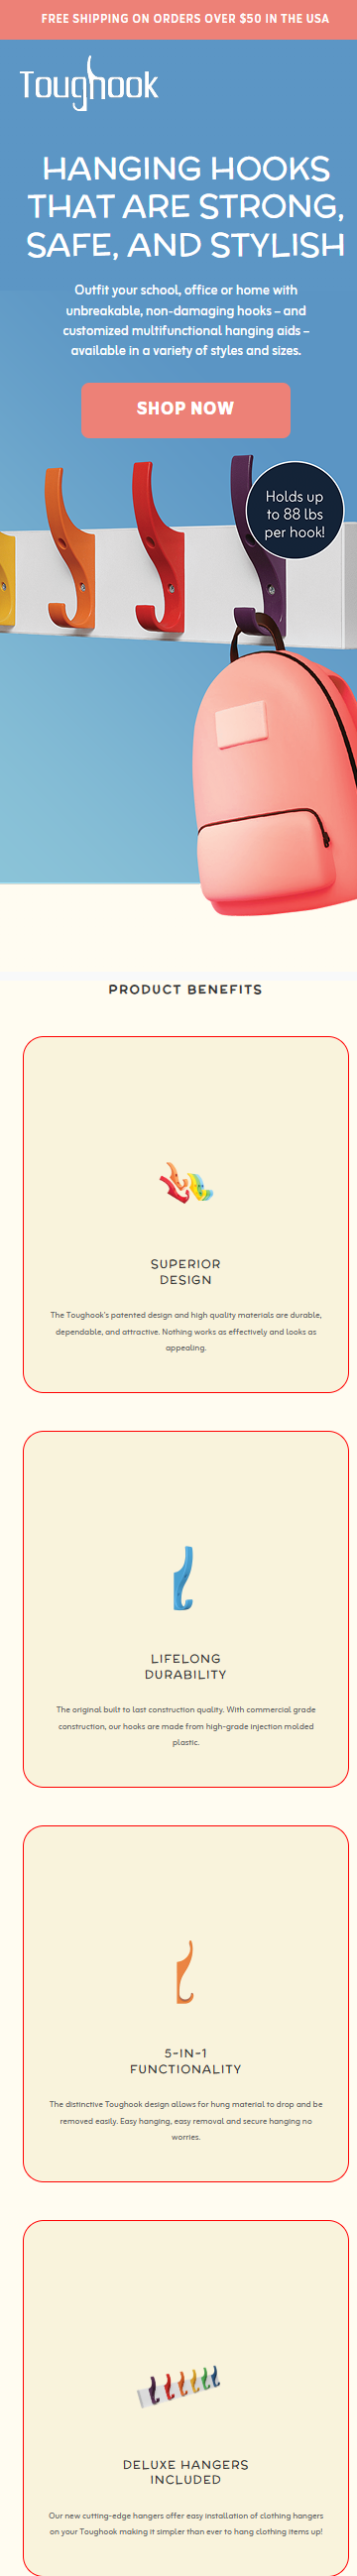 FREE SHIPPING ON ORDERS OVER $50 IN THE USA
Toughook
HANGING HOOKS
THAT ARE STRONG,
SAFE, AND STYLISH
Outfit your school, office or home with
unbreakable, non-damaging hooks – and
customized multifunctional hanging aids –
available in a variety of styles and sizes.
SHOP NOW
Holds up
to 88 lbs
per hook!
PRODUCT BENEFITS
SUPERIOR
DESIGN
The Toughook's patented design and high quality materials are durable,
dependable, and attractive. Nothing works as effectively and looks as
appealing.
LIFELONG
DURABILITY
The original built to last construction quality. With commercial grade
construction, our hooks are made from high-grade injection molded
plastic.
5-IN-1
FUNCTIONALITY
The distinctive Toughook design allows for hung material to drop and be
removed easily. Easy hanging, easy removal and secure hanging no
worries.
DELUXE HANGERS
INCLUDED
Our new cutting-edge hangers offer easy installation of clothing hangers
on your Toughook making it simpler than ever to hang clothing items up!